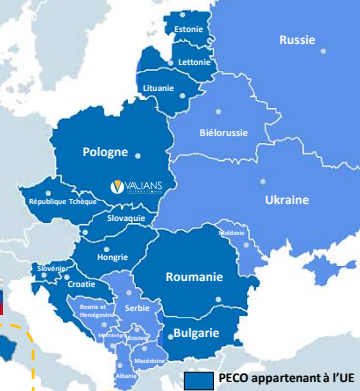 Estonie
Russie
Lettonie
Lituanie
Biélorussie
Pologne
VALIANS
INTERNATIONAL
Ukraine
République Tchèque
Slovaquie
Moldavie
Hongrie
Slovénie
Roumanie
Croatie
Bosnie et
Herzégovine
Serbie
Kosovo
Bulgarie
Macédoine
Albanie
PECO appartenant à l'UE